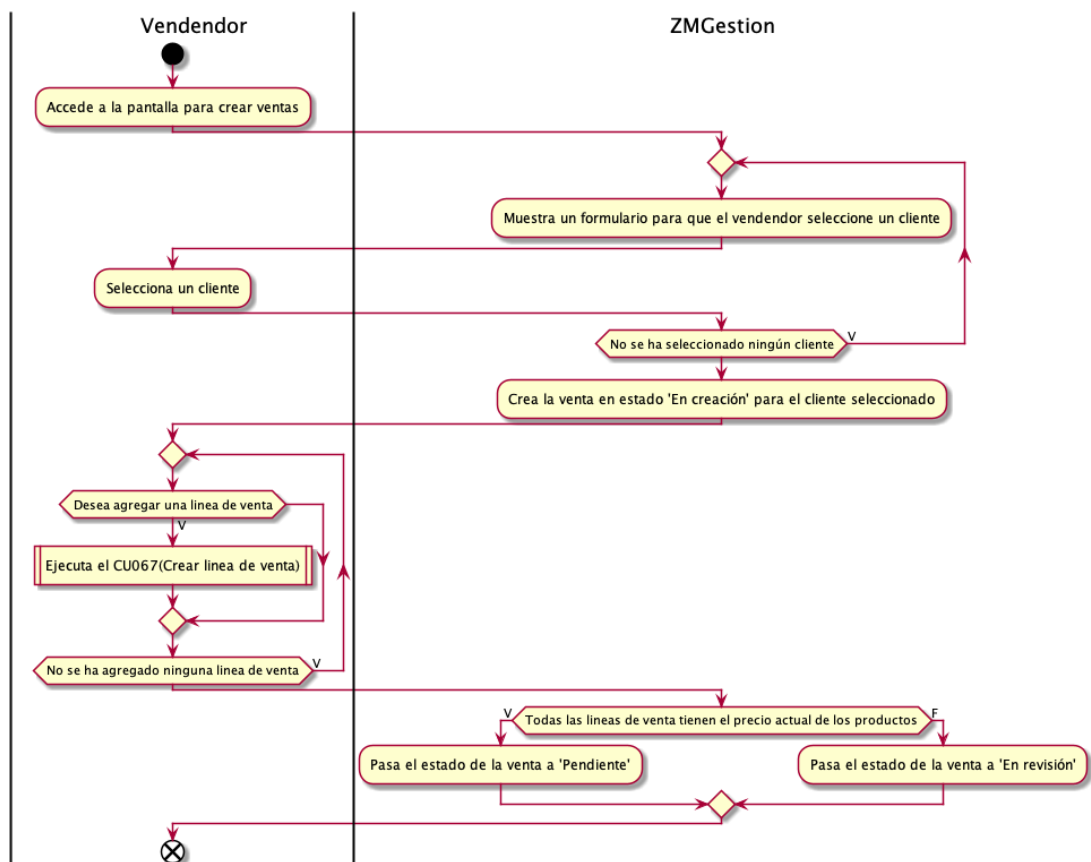 Vendendor
ZMGestion
Accede a la pantalla para crear ventas
Muestra un formulario para que el vendendor seleccione un cliente
Selecciona un cliente
No se ha seleccionado ningún cliente
V
Crea la venta en estado 'En creación' para el cliente seleccionado
Desea agregar una linea de venta
V
Ejecuta el CU067(Crear linea de venta)
No se ha agregado ninguna linea de venta
V
V
Todas las lineas de venta tienen el precio actual de los productos
F
Pasa el estado de la venta a 'Pendiente'
Pasa el estado de la venta a 'En revisión'